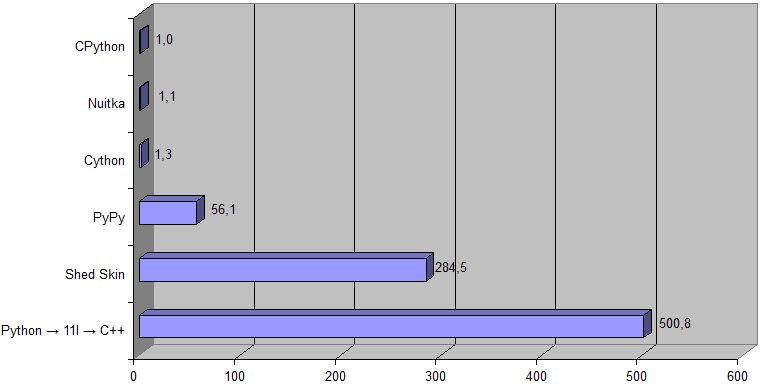 CPython 1,0
Nuitka 1,1
Cython 1,3
PyPy 56,1
Shed Skin 284,5
Python → 11l → C++ 500,8
0 100 200 300 400 500 600